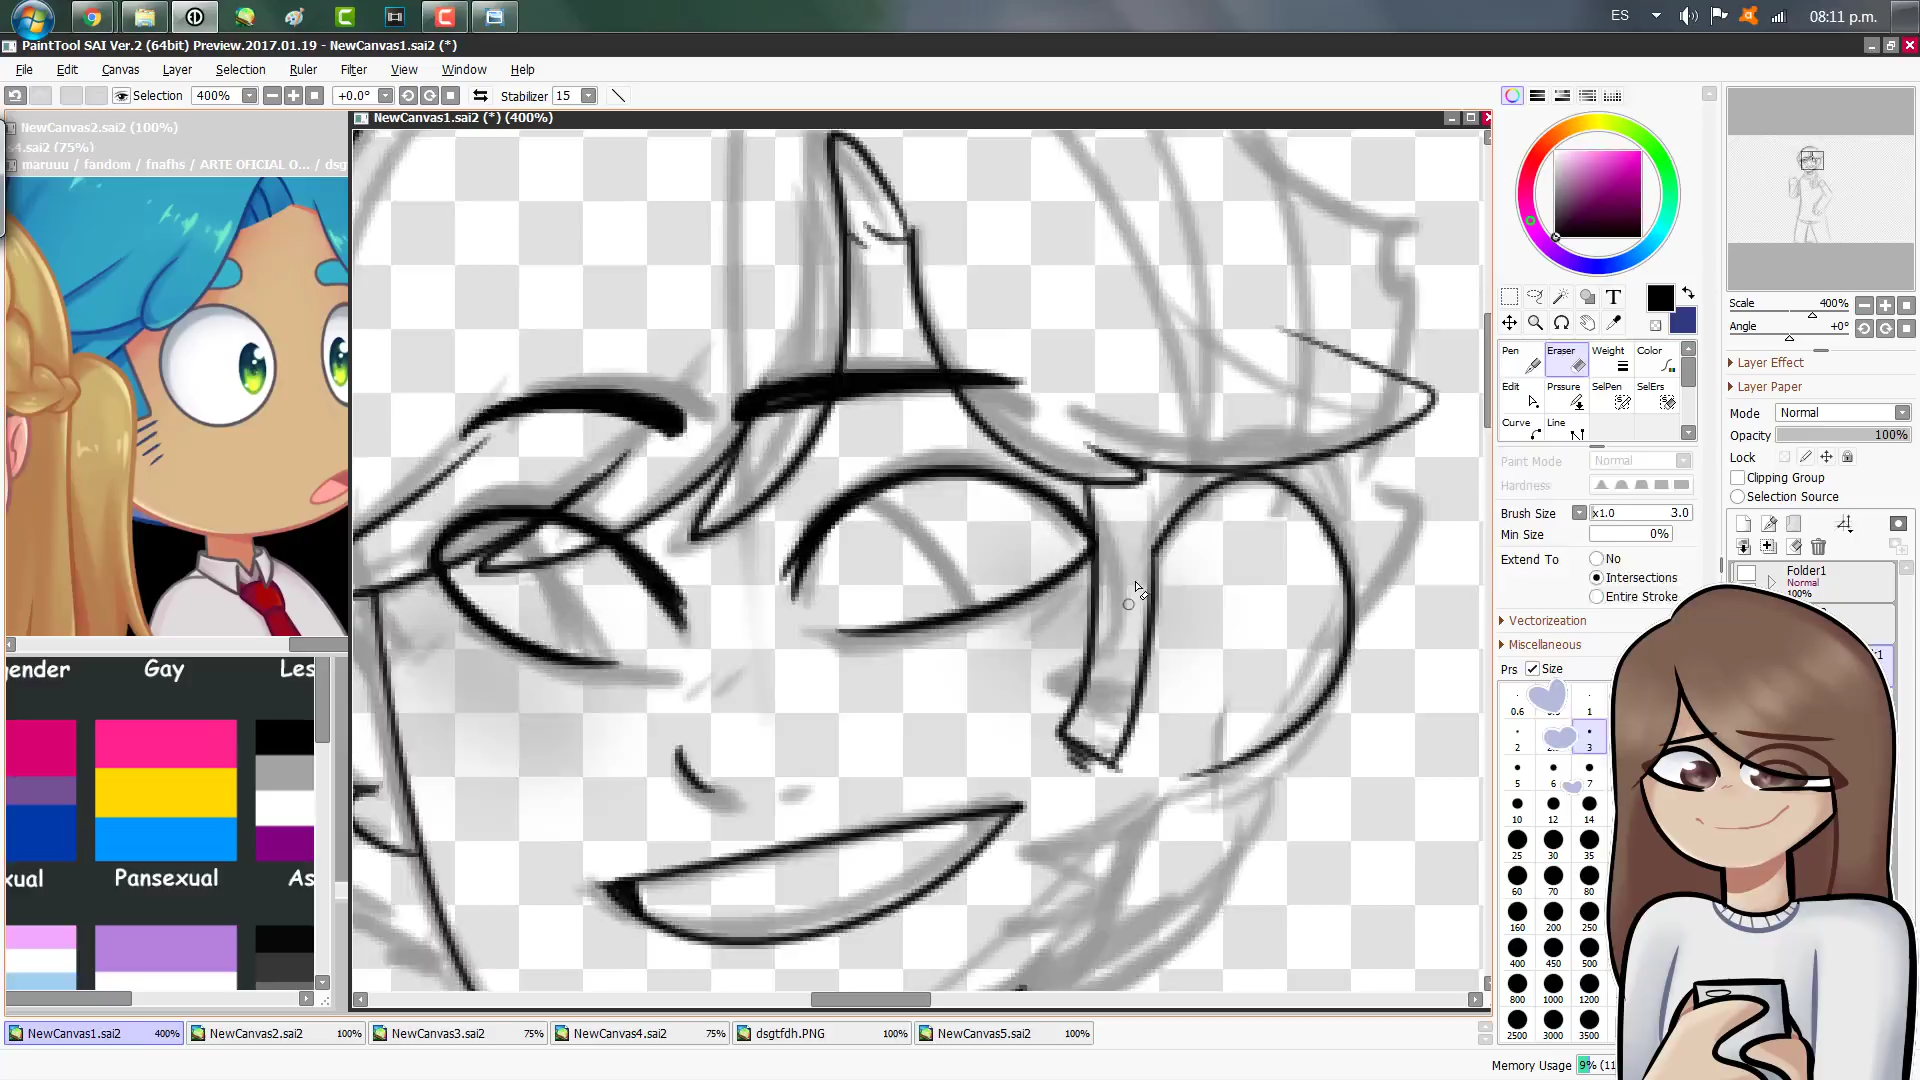 ES
08:11 p.m.
PaintTool SAI Ver.2 (64bit) Preview.2017.01.19 - NewCanvas1.sai2 (*)
File Edit Canvas Layer Selection Ruler Filter View Window Help
Selection 400% +0.0° Stabilizer 15
NewCanvas2.sai2 (100%)
s4.sai2 (75%)
maruuu / fandom / fnafhs / ARTE OFICIAL O... / dsg
NewCanvas1.sai2 (*) (400%)
ender Gay Les
xual Pansexual As
T
Pen Eraser Weight Color
Edit Prssure SelPen SelErs
Curve Line
Paint Mode Normal
Hardness
Brush Size x1.0 3.0
Min Size 0%
Extend To No
Intersections
Entire Stroke
Vectorization
Miscellaneous
Prs Size
0.6 1
2 3
5 6 7
10 12 14
25 30 35
60 70 80
160 200 250
400 450 500
800 1000 1200
2500 3000 3500
Scale 400%
Angle +0°
Layer Effect
Layer Paper
Mode Normal
Opacity 100%
Lock
Clipping Group
Selection Source
Folder1
Normal
100%
NewCanvas1.sai2 400% NewCanvas2.sai2 100% NewCanvas3.sai2 75% NewCanvas4.sai2 75% dsgtfdh.PNG 100% NewCanvas5.sai2 100%
Memory Usage 9% (11